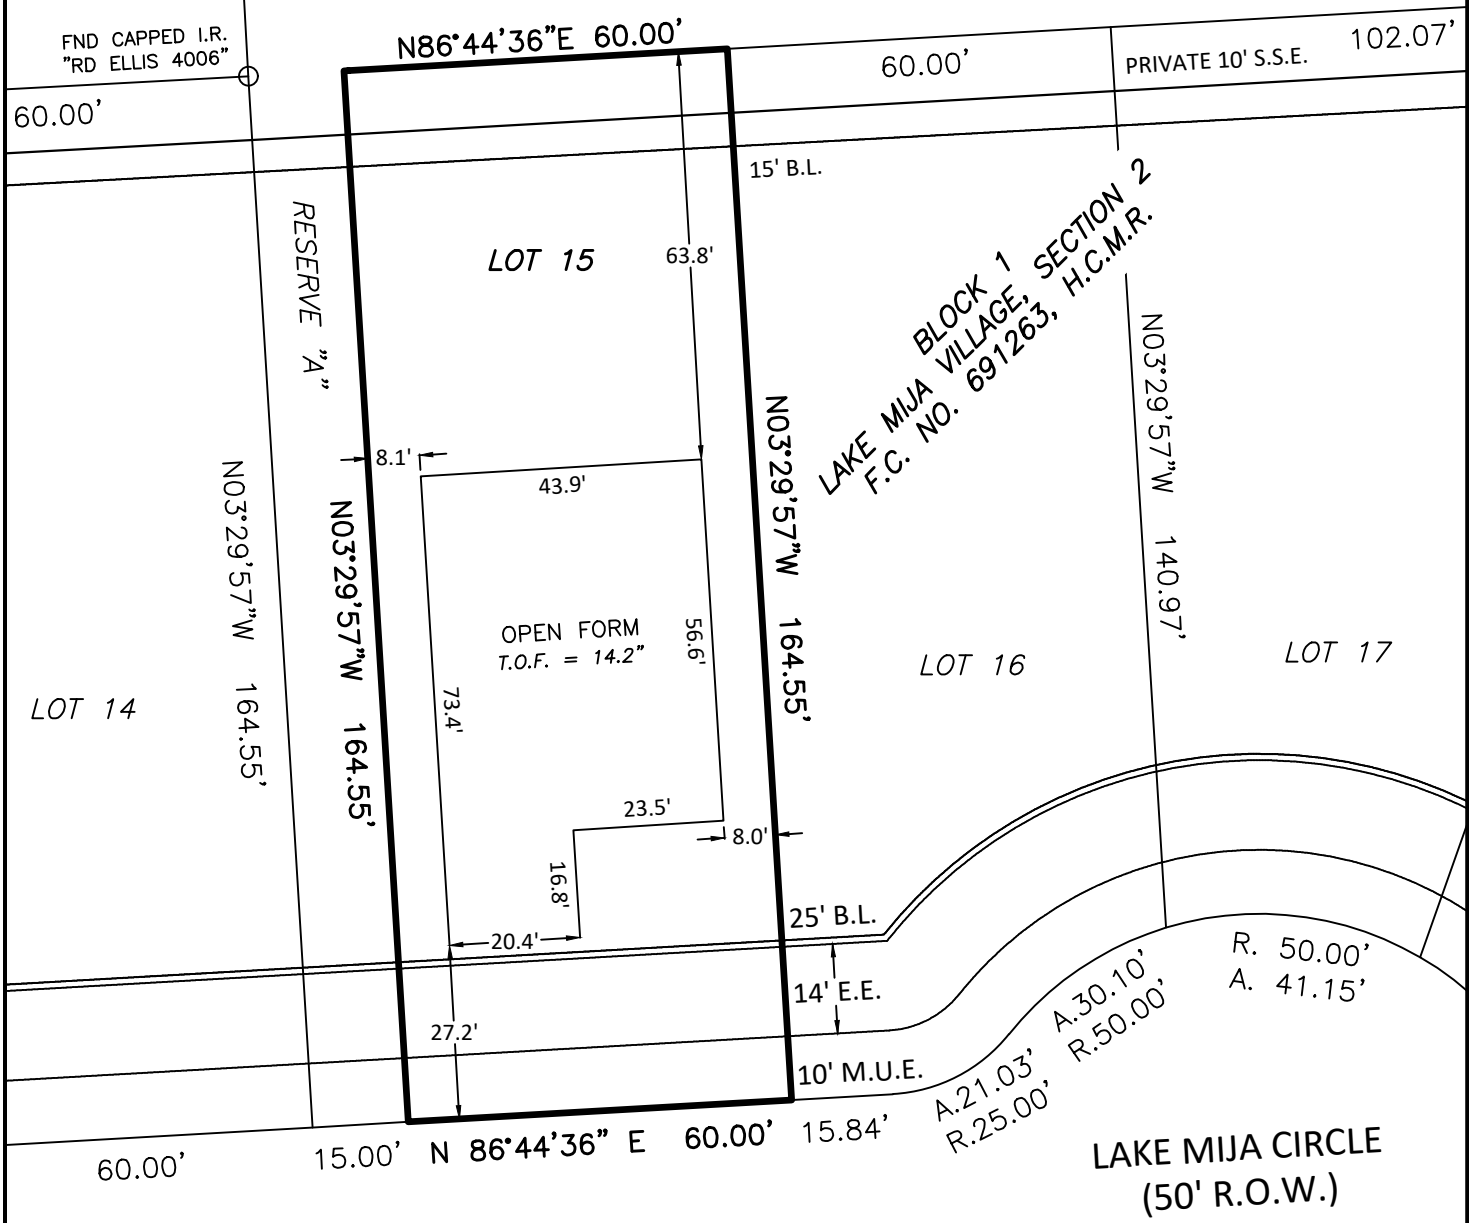 FND CAPPED I.R.
"RD ELLIS 4006"
N86°44'36"E 60.00'
60.00'
60.00'
PRIVATE 10' S.S.E.
102.07'
15' B.L.
RESERVE "A"
LOT 15
63.8'
BLOCK 1
LAKE MIJA VILLAGE, SECTION 2
F.C. NO. 691263, H.C.M.R.
8.1'
43.9'
N03°29'57"W 164.55'
N03°29'57"W 164.55'
N03°29'57"W 164.55'
N03°29'57"W 140.97'
OPEN FORM
T.O.F. = 14.2"
56.6'
73.4'
LOT 14
LOT 16
LOT 17
23.5'
8.0'
16.8'
20.4'
25' B.L.
14' E.E.
27.2'
10' M.U.E.
R. 50.00'
A. 41.15'
A.30.10'
R.50.00'
A.21.03'
R.25.00'
60.00'
15.00'
N 86°44'36" E 60.00'
15.84'
LAKE MIJA CIRCLE
(50' R.O.W.)